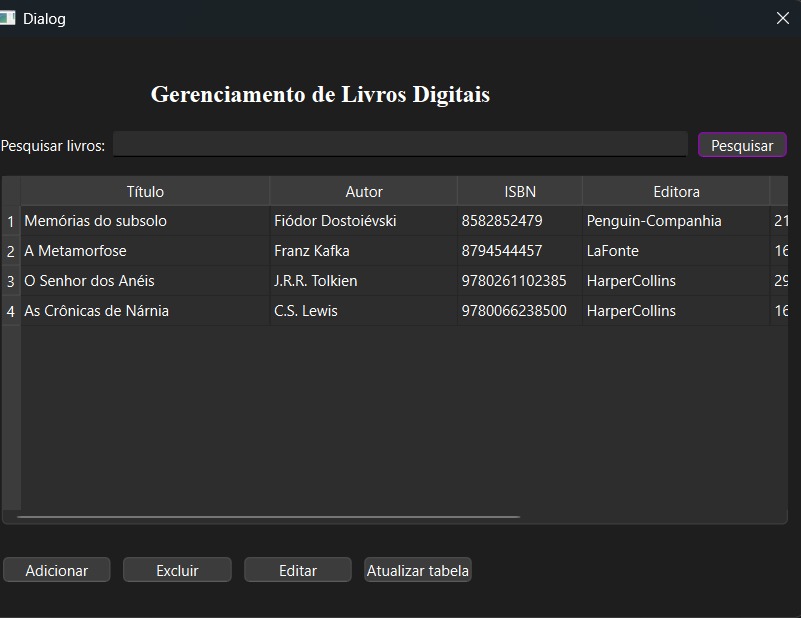 Dialog
Gerenciamento de Livros Digitais
Pesquisar livros: Pesquisar
Título Autor ISBN Editora
1 Memórias do subsolo Fiódor Dostoiévski 8582852479 Penguin-Companhia 21
2 A Metamorfose Franz Kafka 8794544457 LaFonte 16
3 O Senhor dos Anéis J.R.R. Tolkien 9780261102385 HarperCollins 29
4 As Crônicas de Nárnia C.S. Lewis 9780066238500 HarperCollins 16
Adicionar Excluir Editar Atualizar tabela